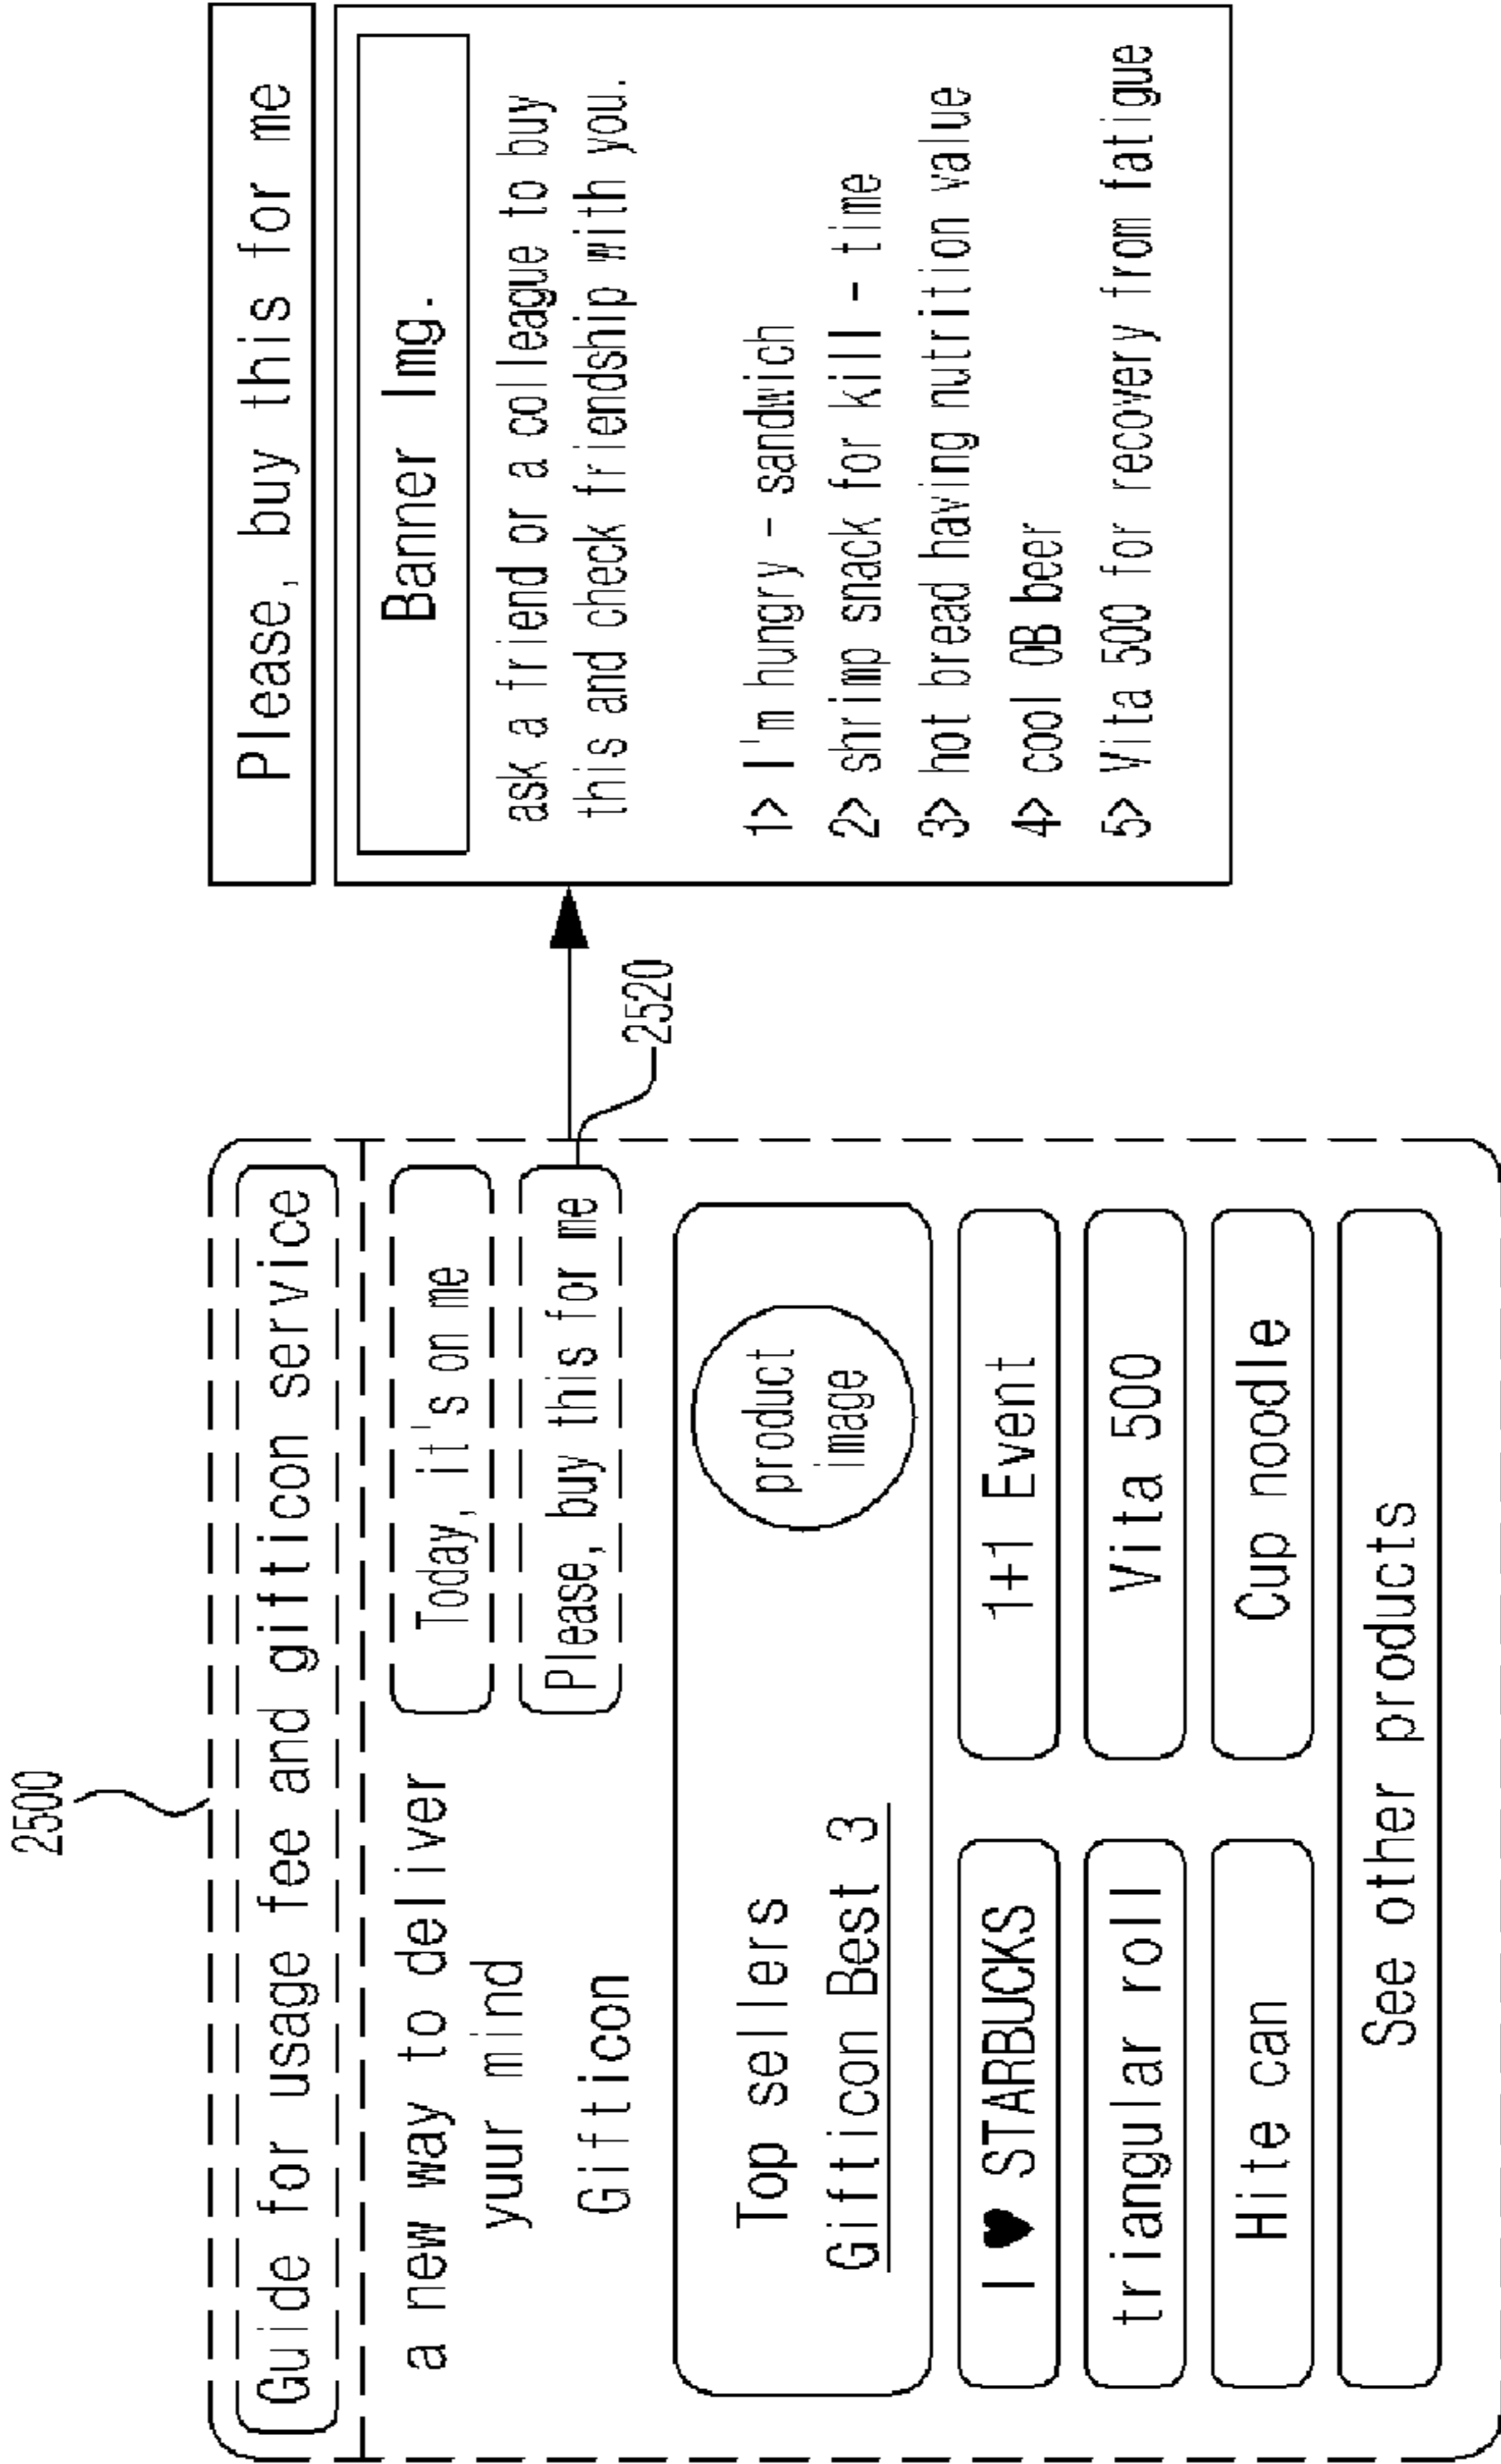 2500
Guide for usage fee and gifticon service
a new way to deliver
yuur mind
Gifticon
Today, it's on me
Please, buy this for me
2520
Top sellers
Gifticon Best 3
product
image
I ♥ STARBUCKS
1+1 Event
triangular roll
Vita 500
Hite can
Cup noodle
See other products
Please, buy this for me
Banner Img.
ask a friend or a colleague to buy
this and check friendship with you.
1> I'm hungry - sandwich
2> shrimp snack for kill - time
3> hot bread having nutrition value
4> cool OB beer
5> Vita 500 for recovery from fatigue